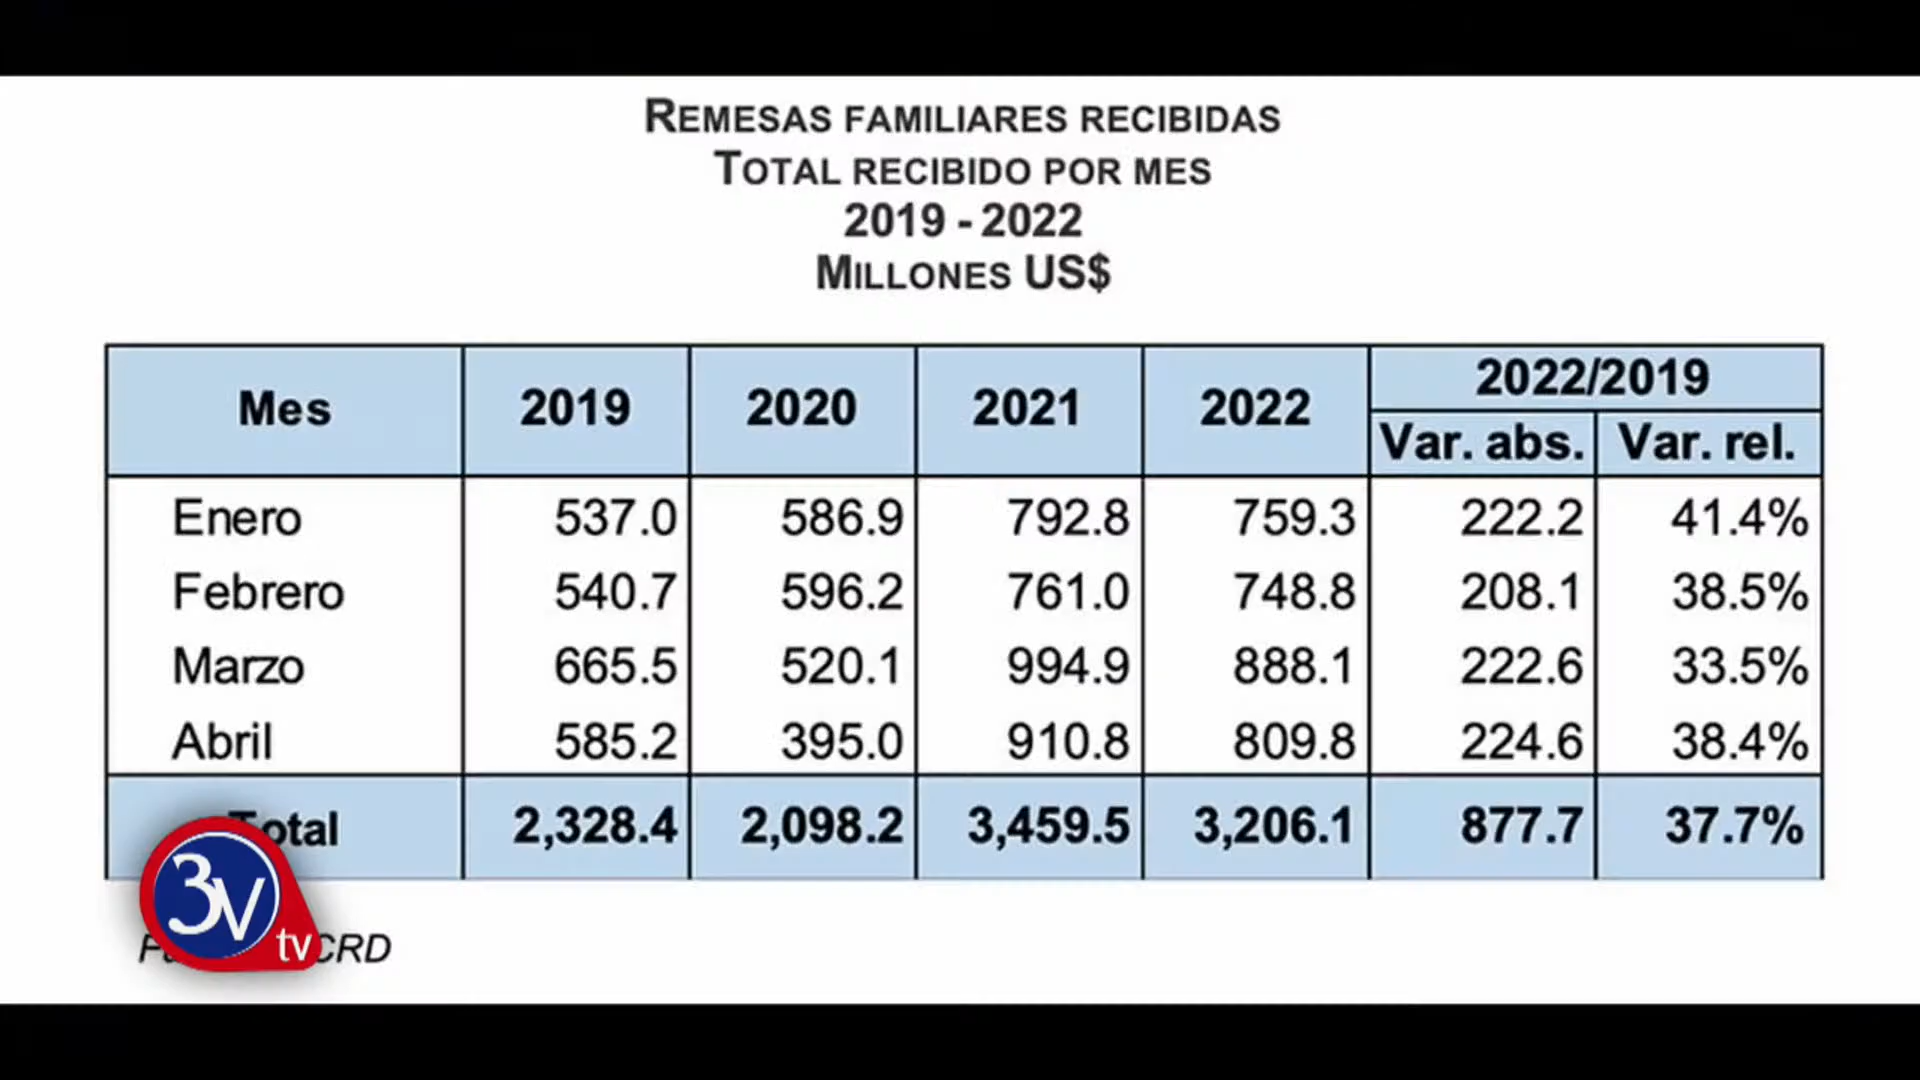 REMESAS FAMILIARES RECIBIDAS
TOTAL RECIBIDO POR MES
2019 - 2022
MILLONES US$
Mes 2019 2020 2021 2022 2022/2019
Var. abs. Var. rel.
Enero 537.0 586.9 792.8 759.3 222.2 41.4%
Febrero 540.7 596.2 761.0 748.8 208.1 38.5%
Marzo 665.5 520.1 994.9 888.1 222.6 33.5%
Abril 585.2 395.0 910.8 809.8 224.6 38.4%
Total 2,328.4 2,098.2 3,459.5 3,206.1 877.7 37.7%
3V tv